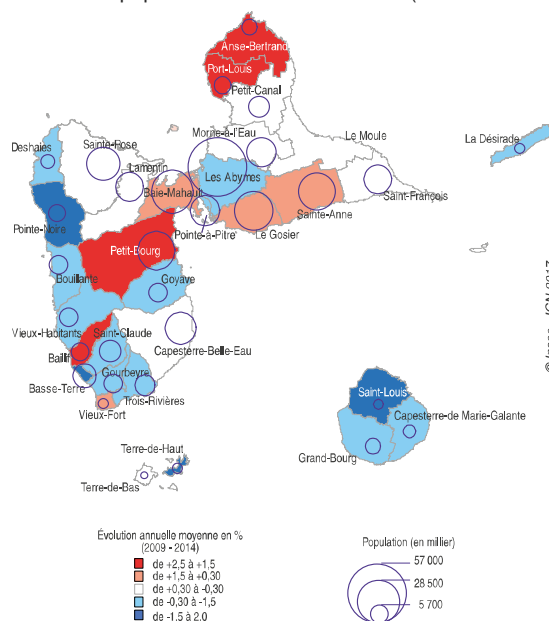 Anse-Bertrand
Port-Louis
Petit-Canal
Morne-à-l'Eau
Le Moule
La Désirade
Deshaies
Sainte-Rose
Lamentin
Les Abymes
Baie-Mahault
Saint-François
Sainte-Anne
Pointe-Noire
Pointe-à-Pitre
Le Gosier
Petit-Bourg
Bouillante
Goyave
Vieux-Habitants
Saint-Claude
Capesterre-Belle-Eau
Baillif
Gourbeyre
Basse-Terre
Trois-Rivières
Vieux-Fort
Saint-Louis
Capesterre-de Marie-Galante
Grand-Bourg
Terre-de-Haut
Terre-de-Bas
Évolution annuelle moyenne en %
(2009 - 2014)
de +2,5 à +1,5
de +1,5 à +0,30
de +0,30 à -0,30
de -0,30 à -1,5
de -1.5 à 2.0
Population (en millier)
57 000
28 500
5 700